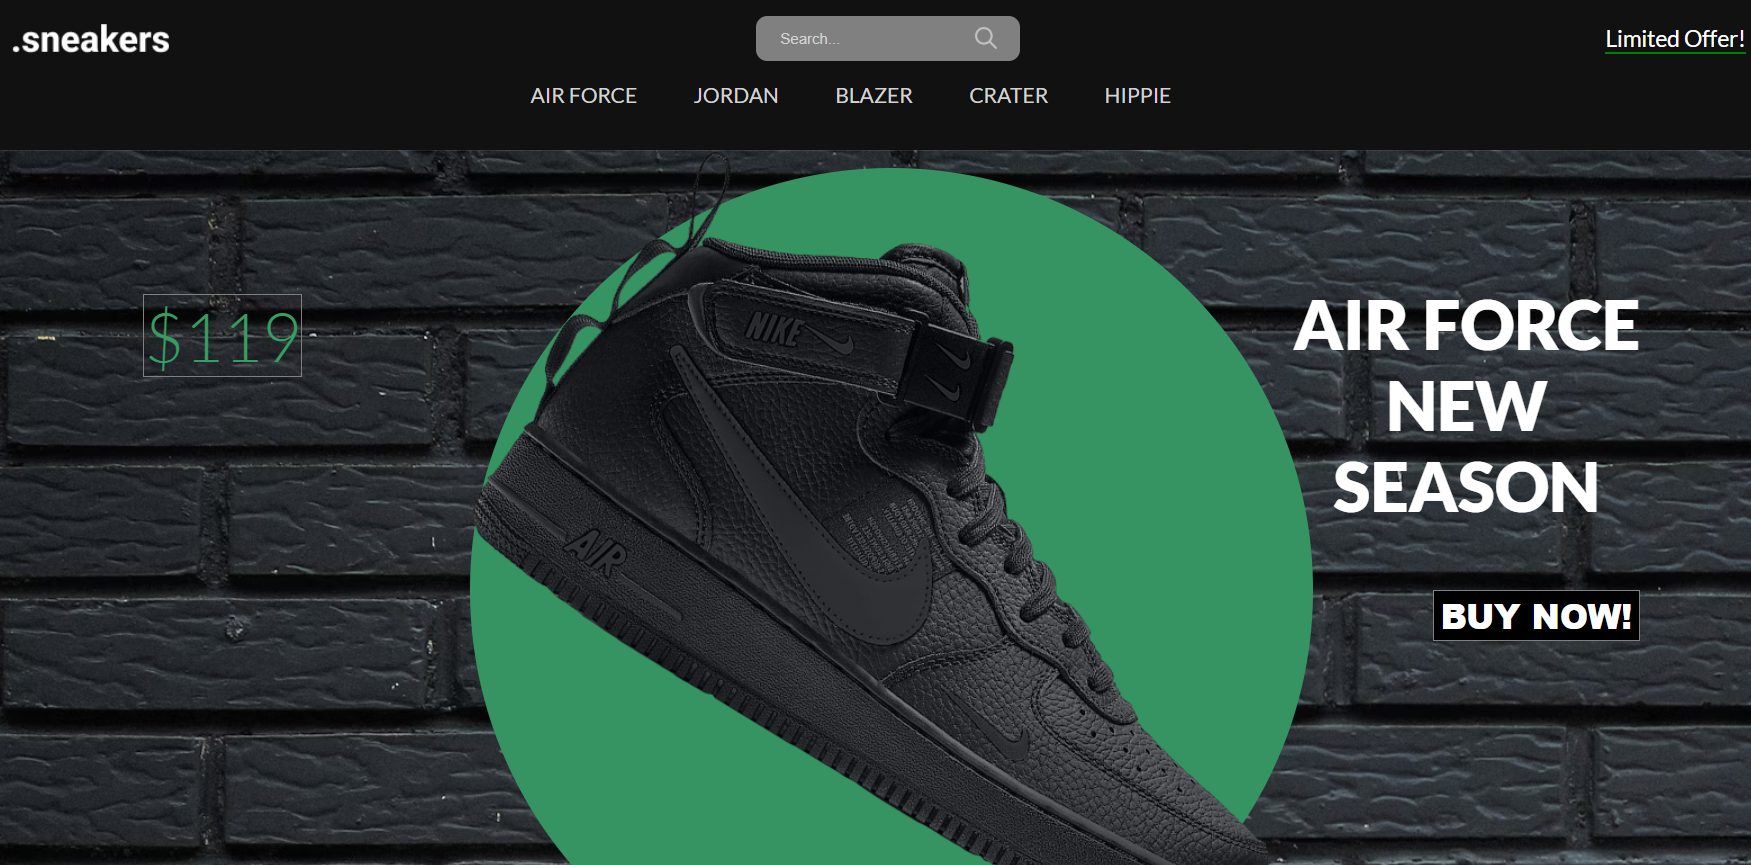 .sneakers
Search...
Limited Offer!
AIR FORCE
JORDAN
BLAZER
CRATER
HIPPIE
$119
NIKE
AIR
AIR FORCE
NEW
SEASON
BUY NOW!